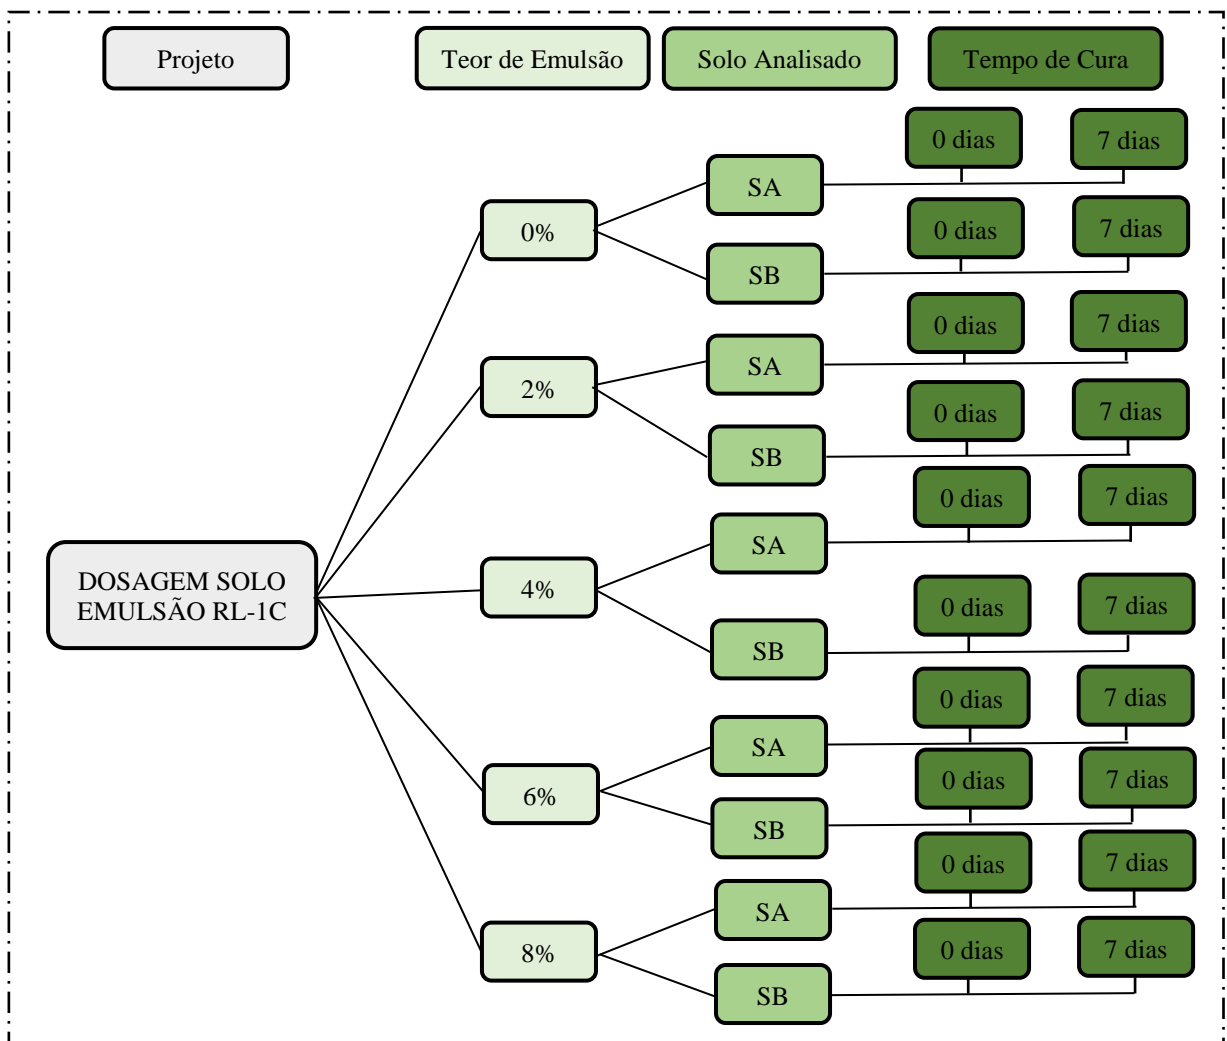 Projeto
Teor de Emulsão
Solo Analisado
Tempo de Cura
DOSAGEM SOLO
EMULSÃO RL-1C
0%
SA
0 dias
7 dias
SB
0 dias
7 dias
2%
SA
0 dias
7 dias
SB
0 dias
7 dias
4%
SA
0 dias
7 dias
SB
0 dias
7 dias
6%
SA
0 dias
7 dias
SB
0 dias
7 dias
8%
SA
0 dias
7 dias
SB
0 dias
7 dias